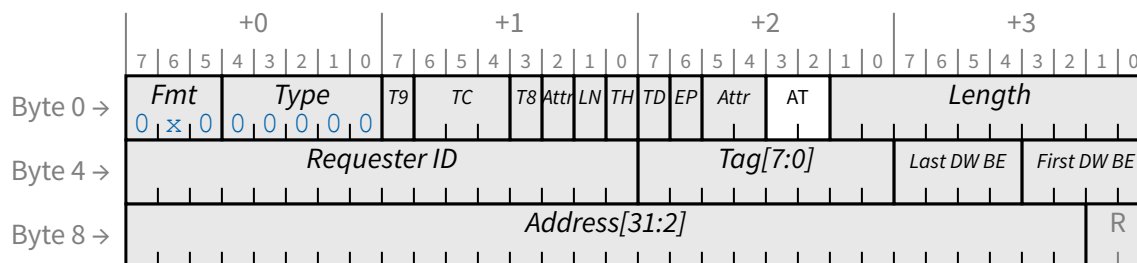 +0 +1 +2 +3
7 6 5 4 3 2 1 0 7 6 5 4 3 2 1 0 7 6 5 4 3 2 1 0 7 6 5 4 3 2 1 0
Byte 0 → Fmt Type T9 TC T8 Attr LN TH TD EP Attr AT Length
0 x 0 0 0 0 0 0
Byte 4 → Requester ID Tag[7:0] Last DW BE First DW BE
Byte 8 → Address[31:2] R